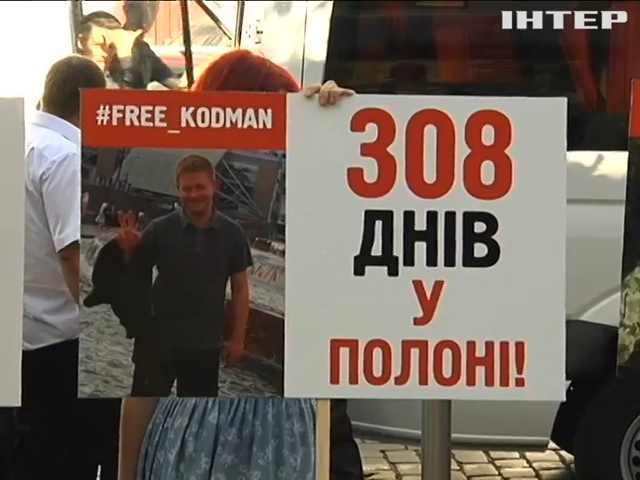 ІНТЕР
#FREE_KODMAN
308
ДНІВ
У
ПОЛОНІ!